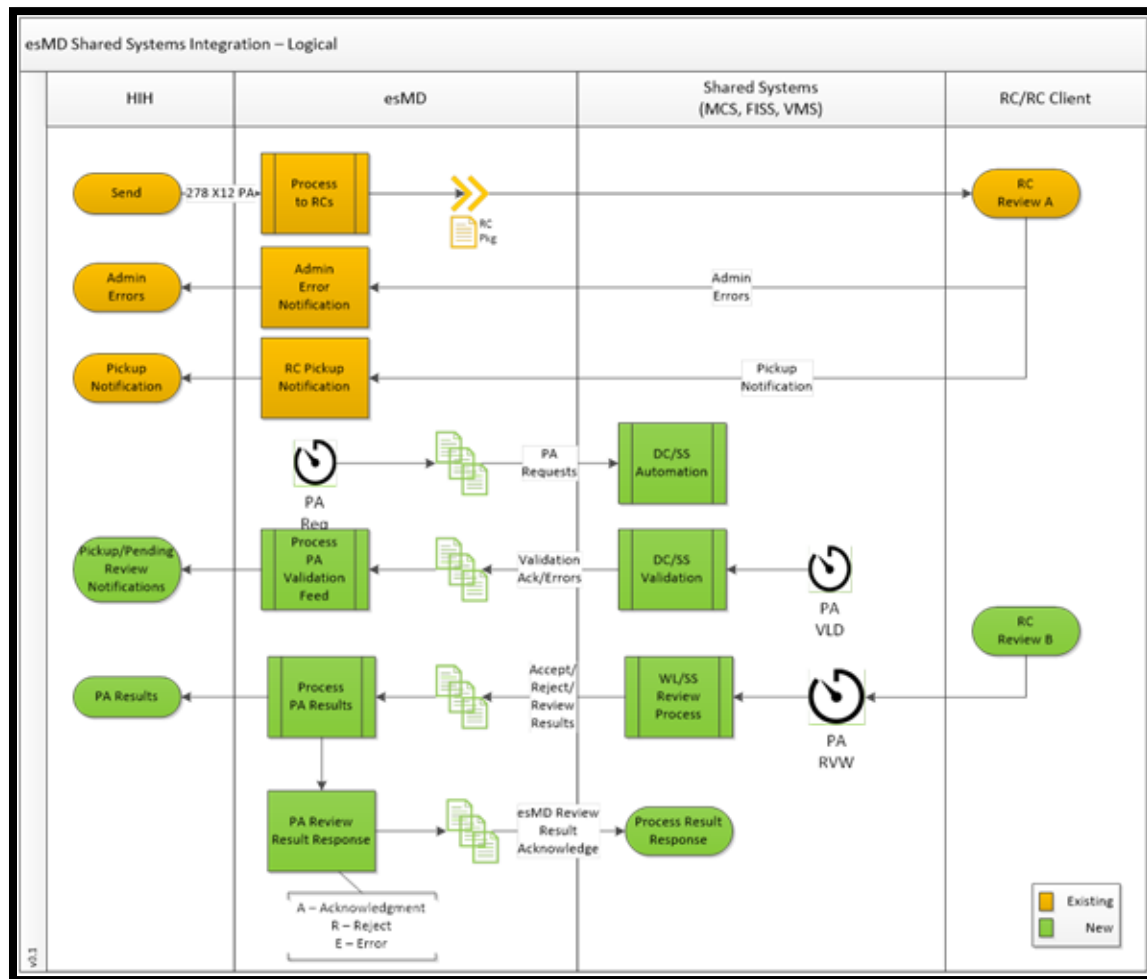 esMD Shared Systems Integration – Logical
HIH
esMD
Shared Systems
(MCS, FISS, VMS)
RC/RC Client
Send
278 X12 PA
Process
to RCs
RC
Pkg
RC
Review A
Admin
Errors
Admin
Error
Notification
Admin
Errors
Pickup
Notification
RC Pickup
Notification
Pickup
Notification
PA
Req
PA
Requests
DC/SS
Automation
Pickup/Pending
Review
Notifications
Process
PA
Validation
Feed
Validation
Ack/Errors
DC/SS
Validation
PA
VLD
RC
Review B
PA Results
Process
PA Results
Accept/
Reject/
Review
Results
WL/SS
Review
Process
PA
RVW
PA Review
Result Response
esMD Review
Result
Acknowledge
Process Result
Response
A – Acknowledgment
R – Reject
E – Error
Existing
New
v0.1